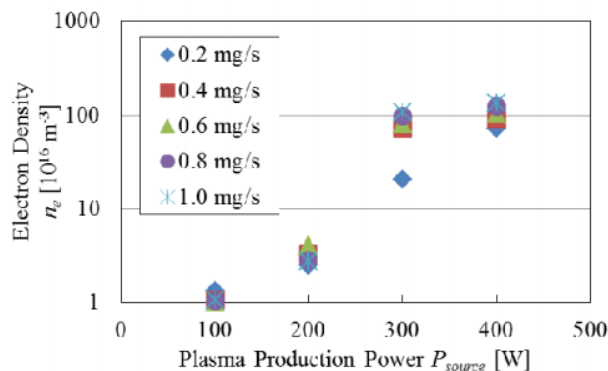 1000
100
10
1
0.2 mg/s
0.4 mg/s
0.6 mg/s
0.8 mg/s
1.0 mg/s
Electron Density
nₑ [10¹⁶ m⁻³]
0 100 200 300 400 500
Plasma Production Power P_source [W]